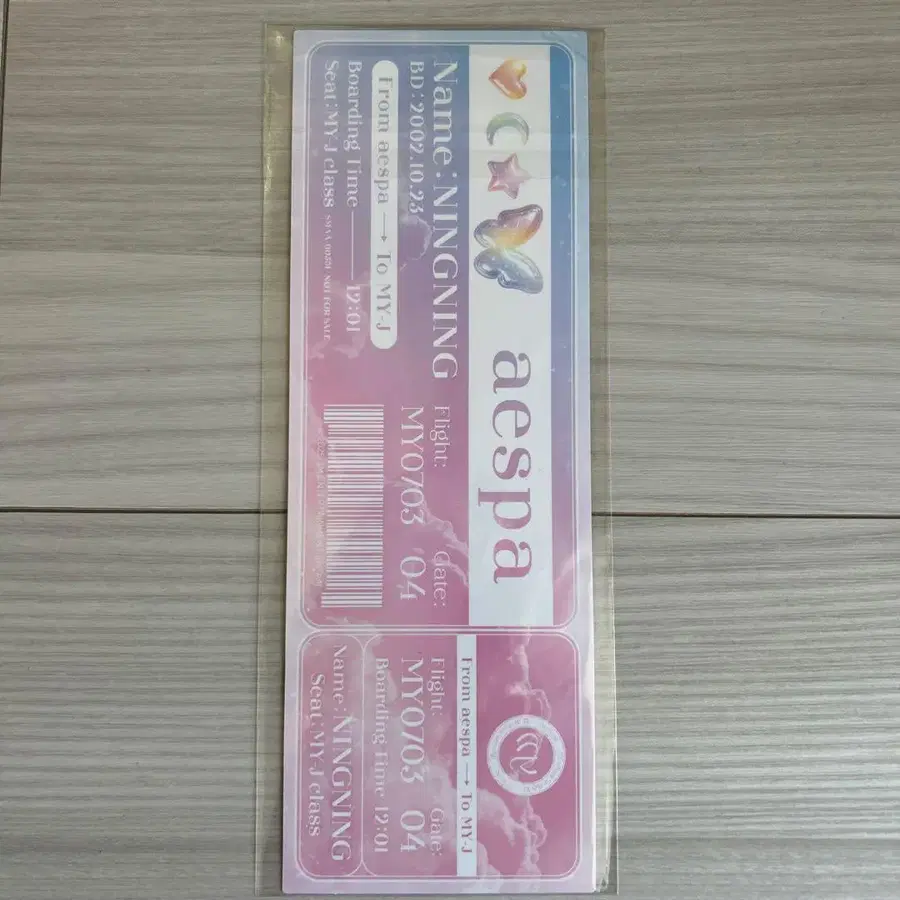 aespa
Name : NINGNING
BD : 2002.10.23
From aespa → To MY-J
Boarding Time 12:01
Seat : MY-J class
NOT FOR SALE
Flight: Gate:
MY0703 04
From aespa → To MY-J
Flight: Gate:
MY0703 04
Boarding Time 12:01
Name : NINGNING
Seat : MY-J class